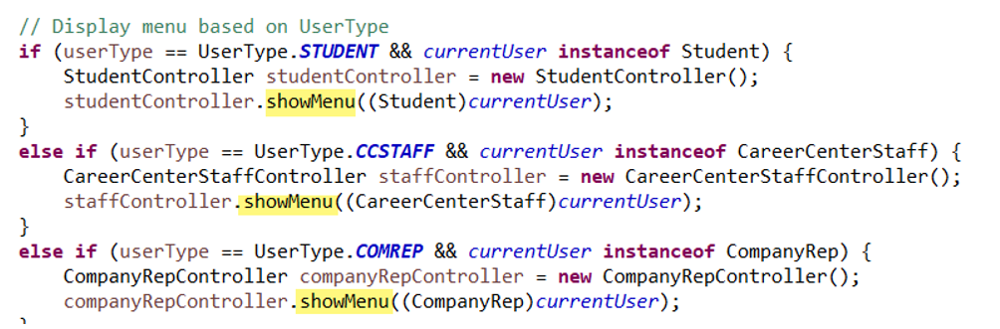 // Display menu based on UserType
if (userType == UserType.STUDENT && currentUser instanceof Student) {
    StudentController studentController = new StudentController();
    studentController.showMenu((Student)currentUser);
}
else if (userType == UserType.CCSTAFF && currentUser instanceof CareerCenterStaff) {
    CareerCenterStaffController staffController = new CareerCenterStaffController();
    staffController.showMenu((CareerCenterStaff)currentUser);
}
else if (userType == UserType.COMREP && currentUser instanceof CompanyRep) {
    CompanyRepController companyRepController = new CompanyRepController();
    companyRepController.showMenu((CompanyRep)currentUser);
}